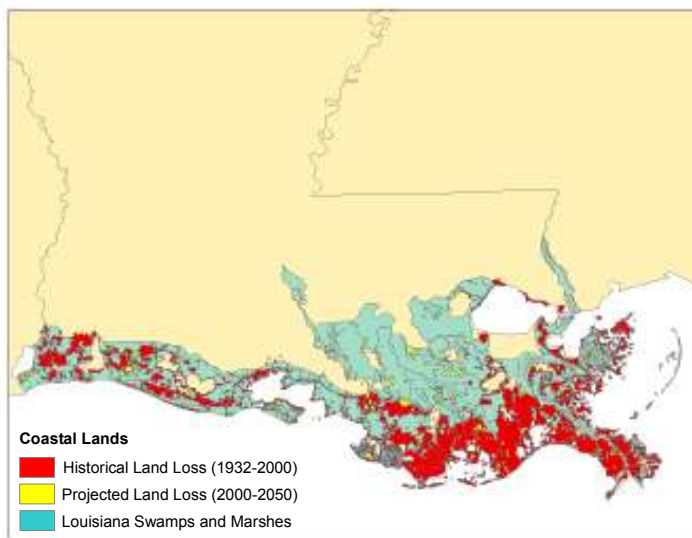 Coastal Lands
Historical Land Loss (1932-2000)
Projected Land Loss (2000-2050)
Louisiana Swamps and Marshes